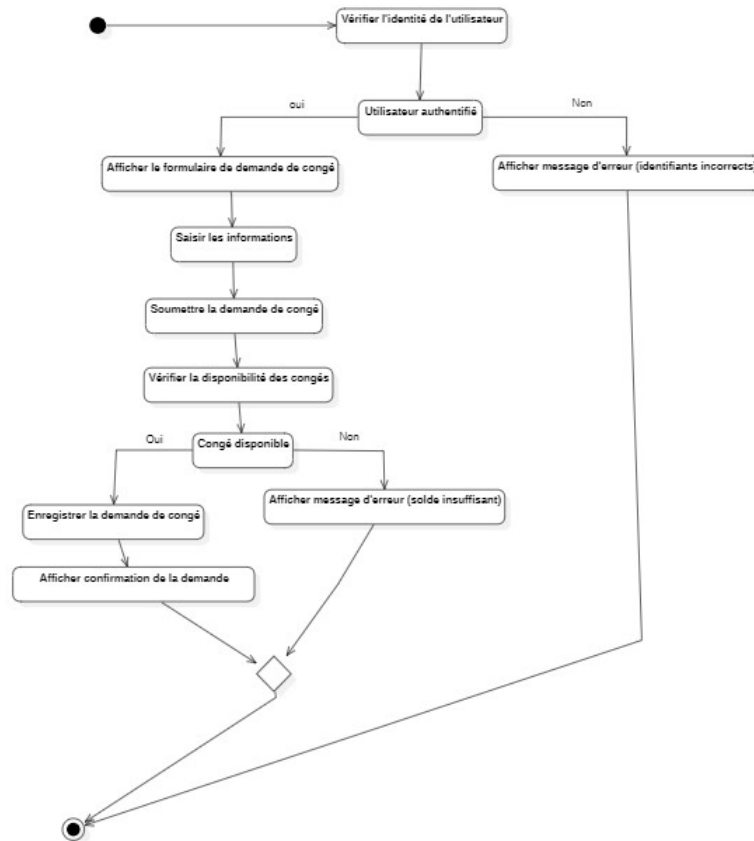 Vérifier l'identité de l'utilisateur
oui
Utilisateur authentifié
Non
Afficher le formulaire de demande de congé
Afficher message d'erreur (identifiants incorrects)
Saisir les informations
Soumettre la demande de congé
Vérifier la disponibilité des congés
Oui
Congé disponible
Non
Enregistrer la demande de congé
Afficher message d'erreur (solde insuffisant)
Afficher confirmation de la demande